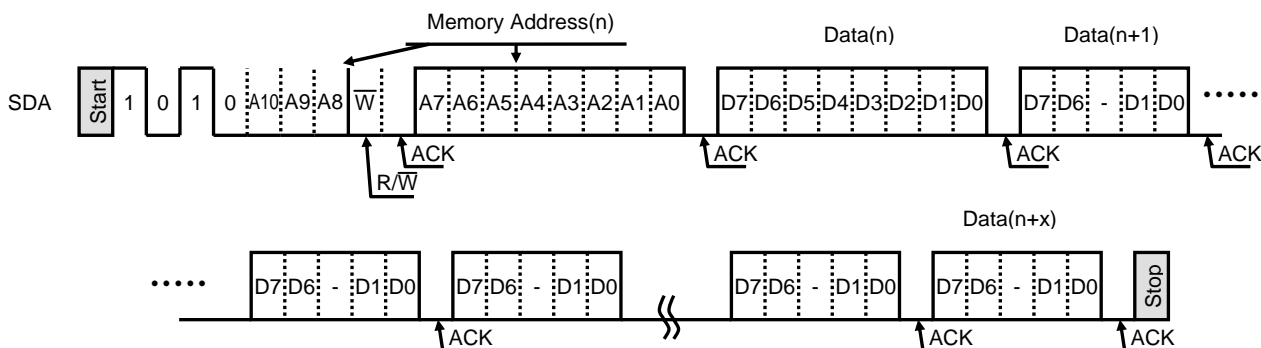 Memory Address(n) Data(n) Data(n+1)
SDA Start 1 0 1 0 A10 A9 A8 W̅ A7 A6 A5 A4 A3 A2 A1 A0 D7 D6 D5 D4 D3 D2 D1 D0 D7 D6 - D1 D0 •••••
ACK ACK ACK ACK
R/W̅
Data(n+x)
••••• D7 D6 - D1 D0 D7 D6 - D1 D0 D7 D6 - D1 D0 D7 D6 - D1 D0 Stop
ACK ACK ACK